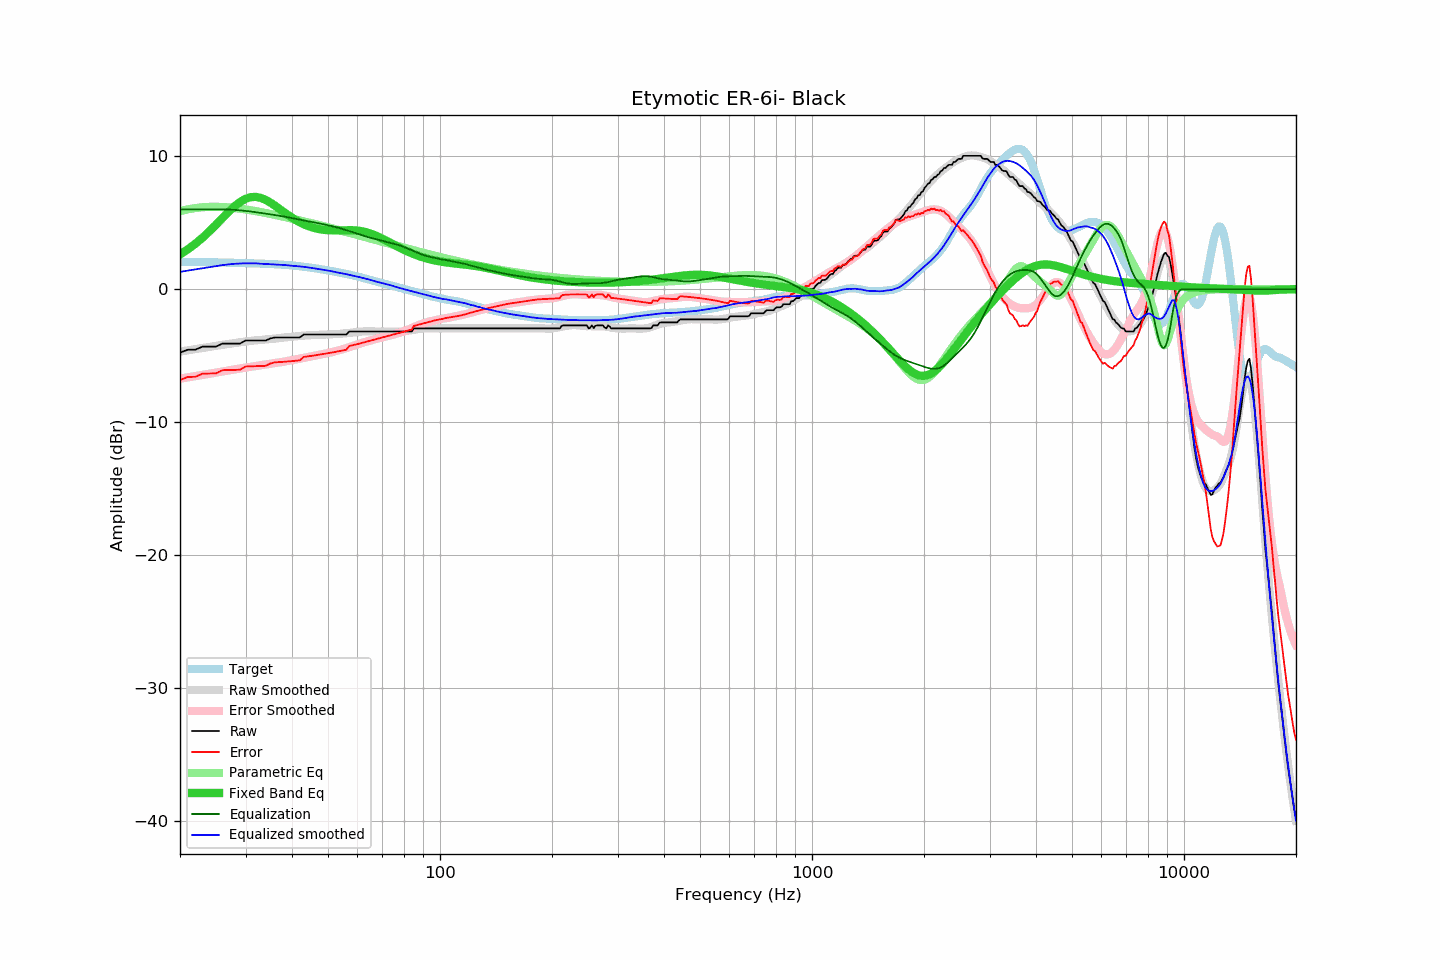 Etymotic ER-6i- Black
10
0
−10
−20
−30
−40
Amplitude (dBr)
Target
Raw Smoothed
Error Smoothed
Raw
Error
Parametric Eq
Fixed Band Eq
Equalization
Equalized smoothed
100
1000
10000
Frequency (Hz)